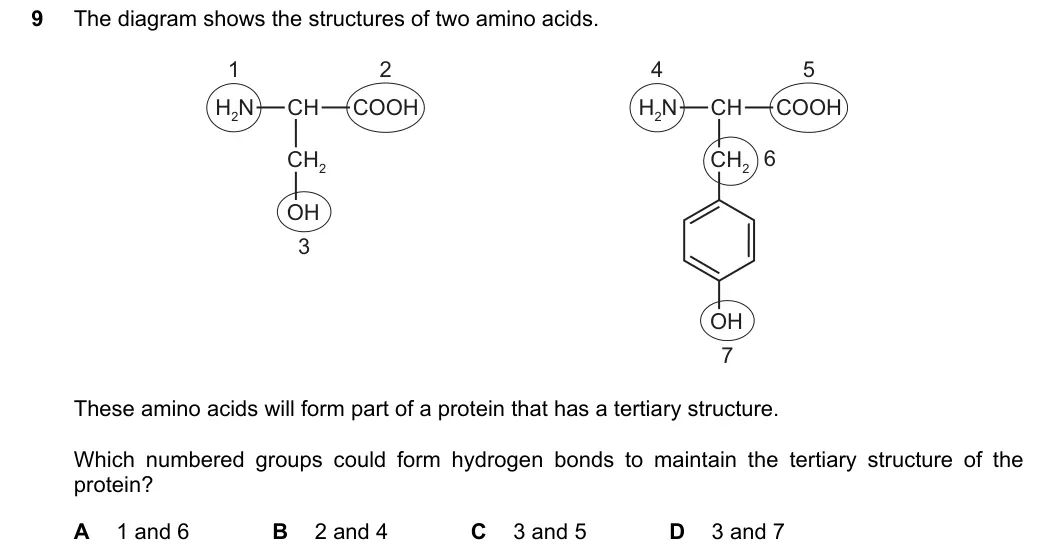 9 The diagram shows the structures of two amino acids.
1 2 4 5
H₂N CH COOH H₂N CH COOH
CH₂ CH₂ 6
OH
3
OH
7
These amino acids will form part of a protein that has a tertiary structure.
Which numbered groups could form hydrogen bonds to maintain the tertiary structure of the
protein?
A 1 and 6 B 2 and 4 C 3 and 5 D 3 and 7